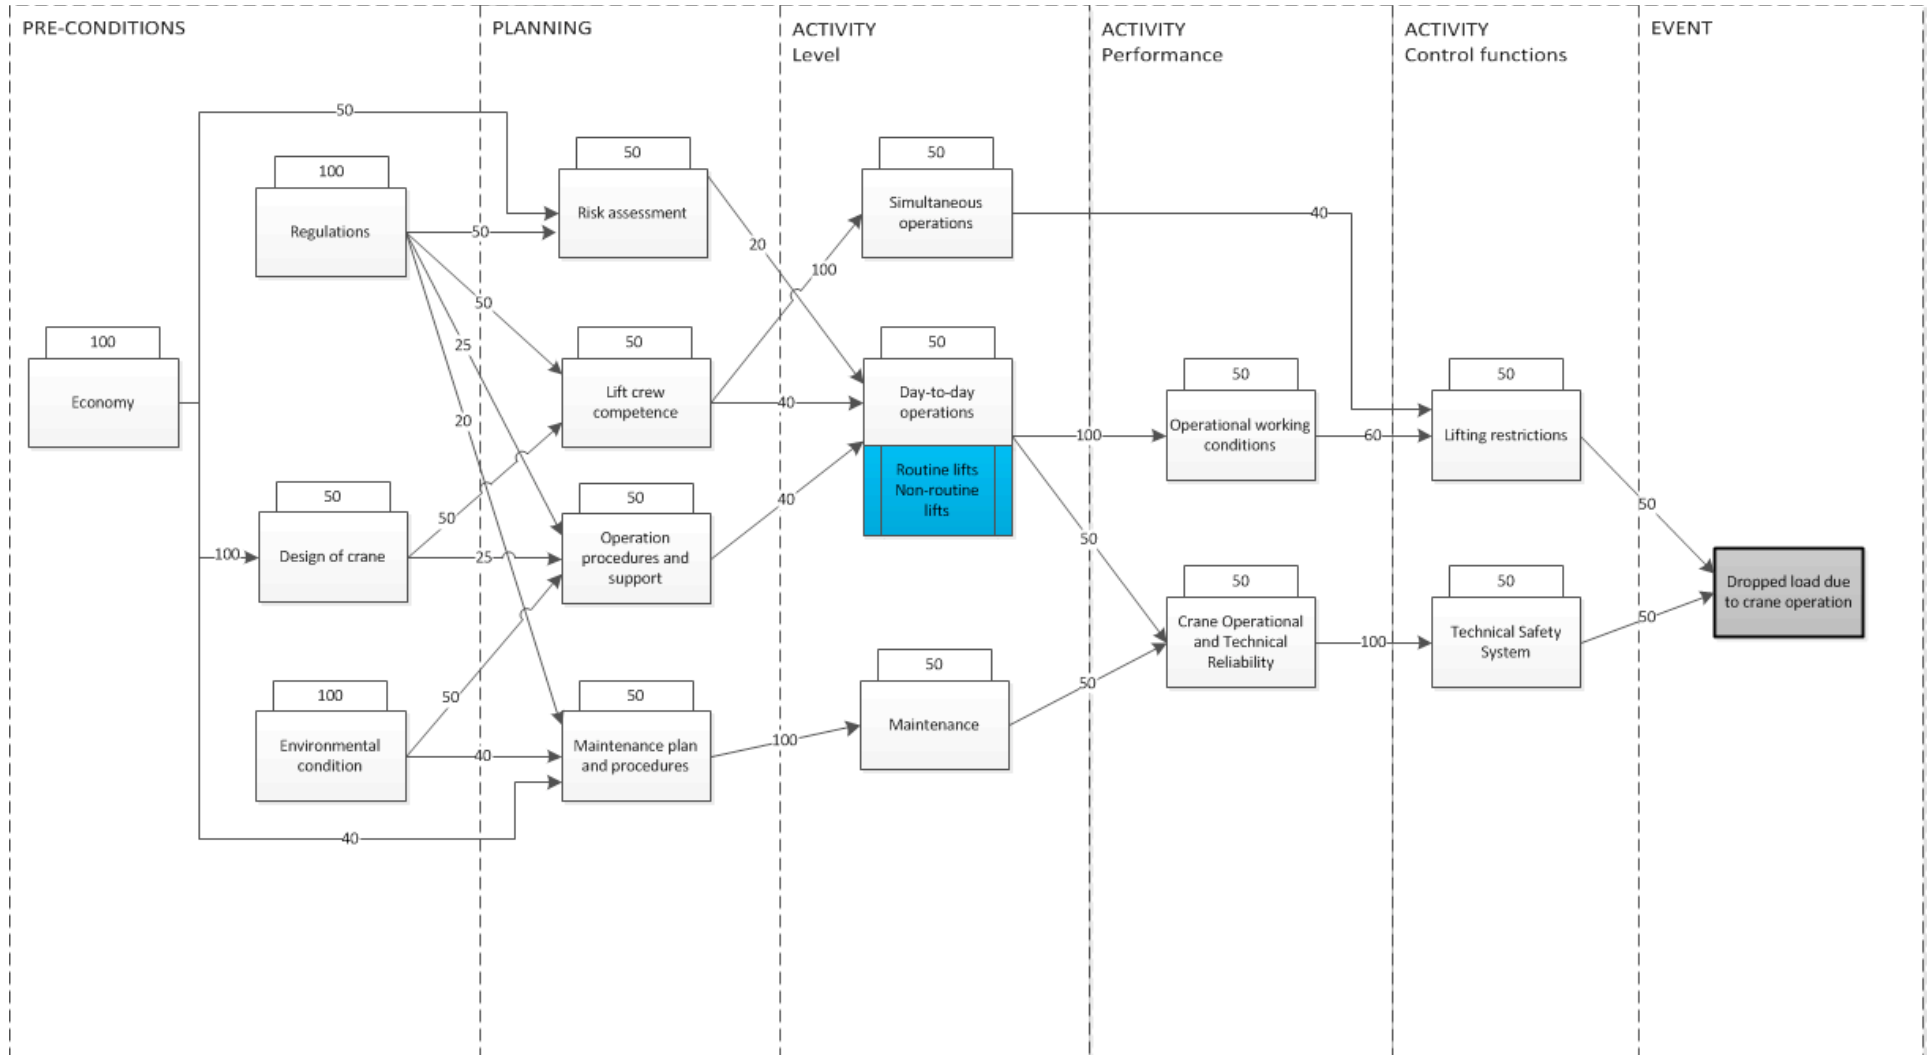 PRE-CONDITIONS
PLANNING
ACTIVITY
Level
ACTIVITY
Performance
ACTIVITY
Control functions
EVENT
50
100
Regulations
100
Economy
50
Design of crane
100
100
Environmental
condition
40
50
50
25
20
50
25
50
40
50
Risk assessment
50
Lift crew
competence
50
Operation
procedures and
support
50
Maintenance plan
and procedures
20
100
40
40
100
50
Simultaneous
operations
50
Day-to-day
operations
Routine lifts
Non-routine
lifts
50
Maintenance
40
100
50
50
50
Operational working
conditions
50
Crane Operational
and Technical
Reliability
60
100
50
Lifting restrictions
50
Technical Safety
System
50
50
Dropped load due
to crane operation